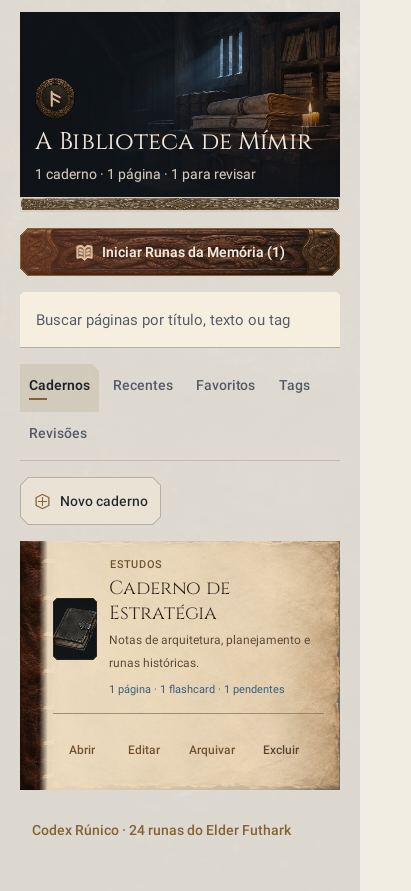 A Biblioteca de Mímir
1 caderno · 1 página · 1 para revisar
Iniciar Runas da Memória (1)
Buscar páginas por título, texto ou tag
Cadernos Recentes Favoritos Tags
Revisões
Novo caderno
ESTUDOS
Caderno de
Estratégia
Notas de arquitetura, planejamento e
runas históricas.
1 página · 1 flashcard · 1 pendentes
Abrir Editar Arquivar Excluir
Codex Rúnico · 24 runas do Elder Futhark